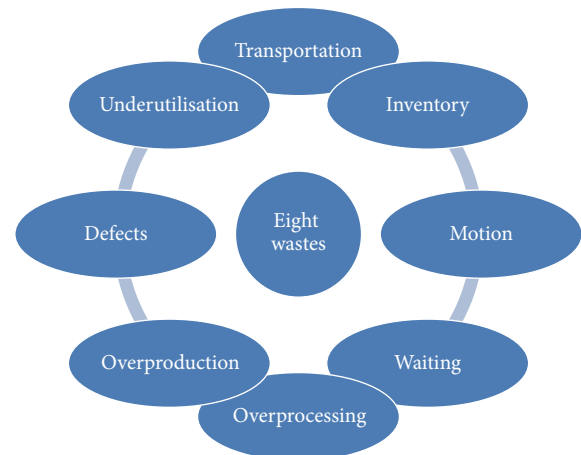 Transportation
Underutilisation
Inventory
Defects
Eight
wastes
Motion
Overproduction
Waiting
Overprocessing